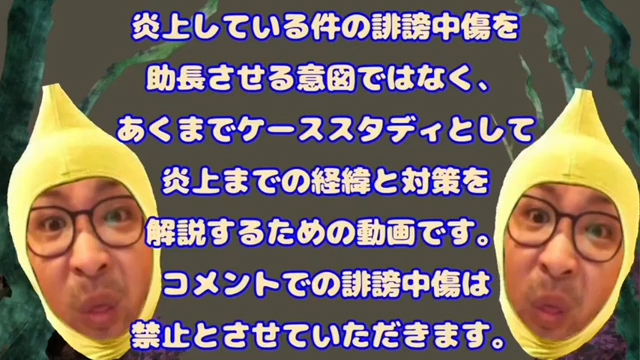 炎上している件の誹謗中傷を
助長させる意図ではなく、
あくまでケーススタディとして
炎上までの経緯と対策を
解説するための動画です。
コメントでの誹謗中傷は
禁止とさせていただきます。